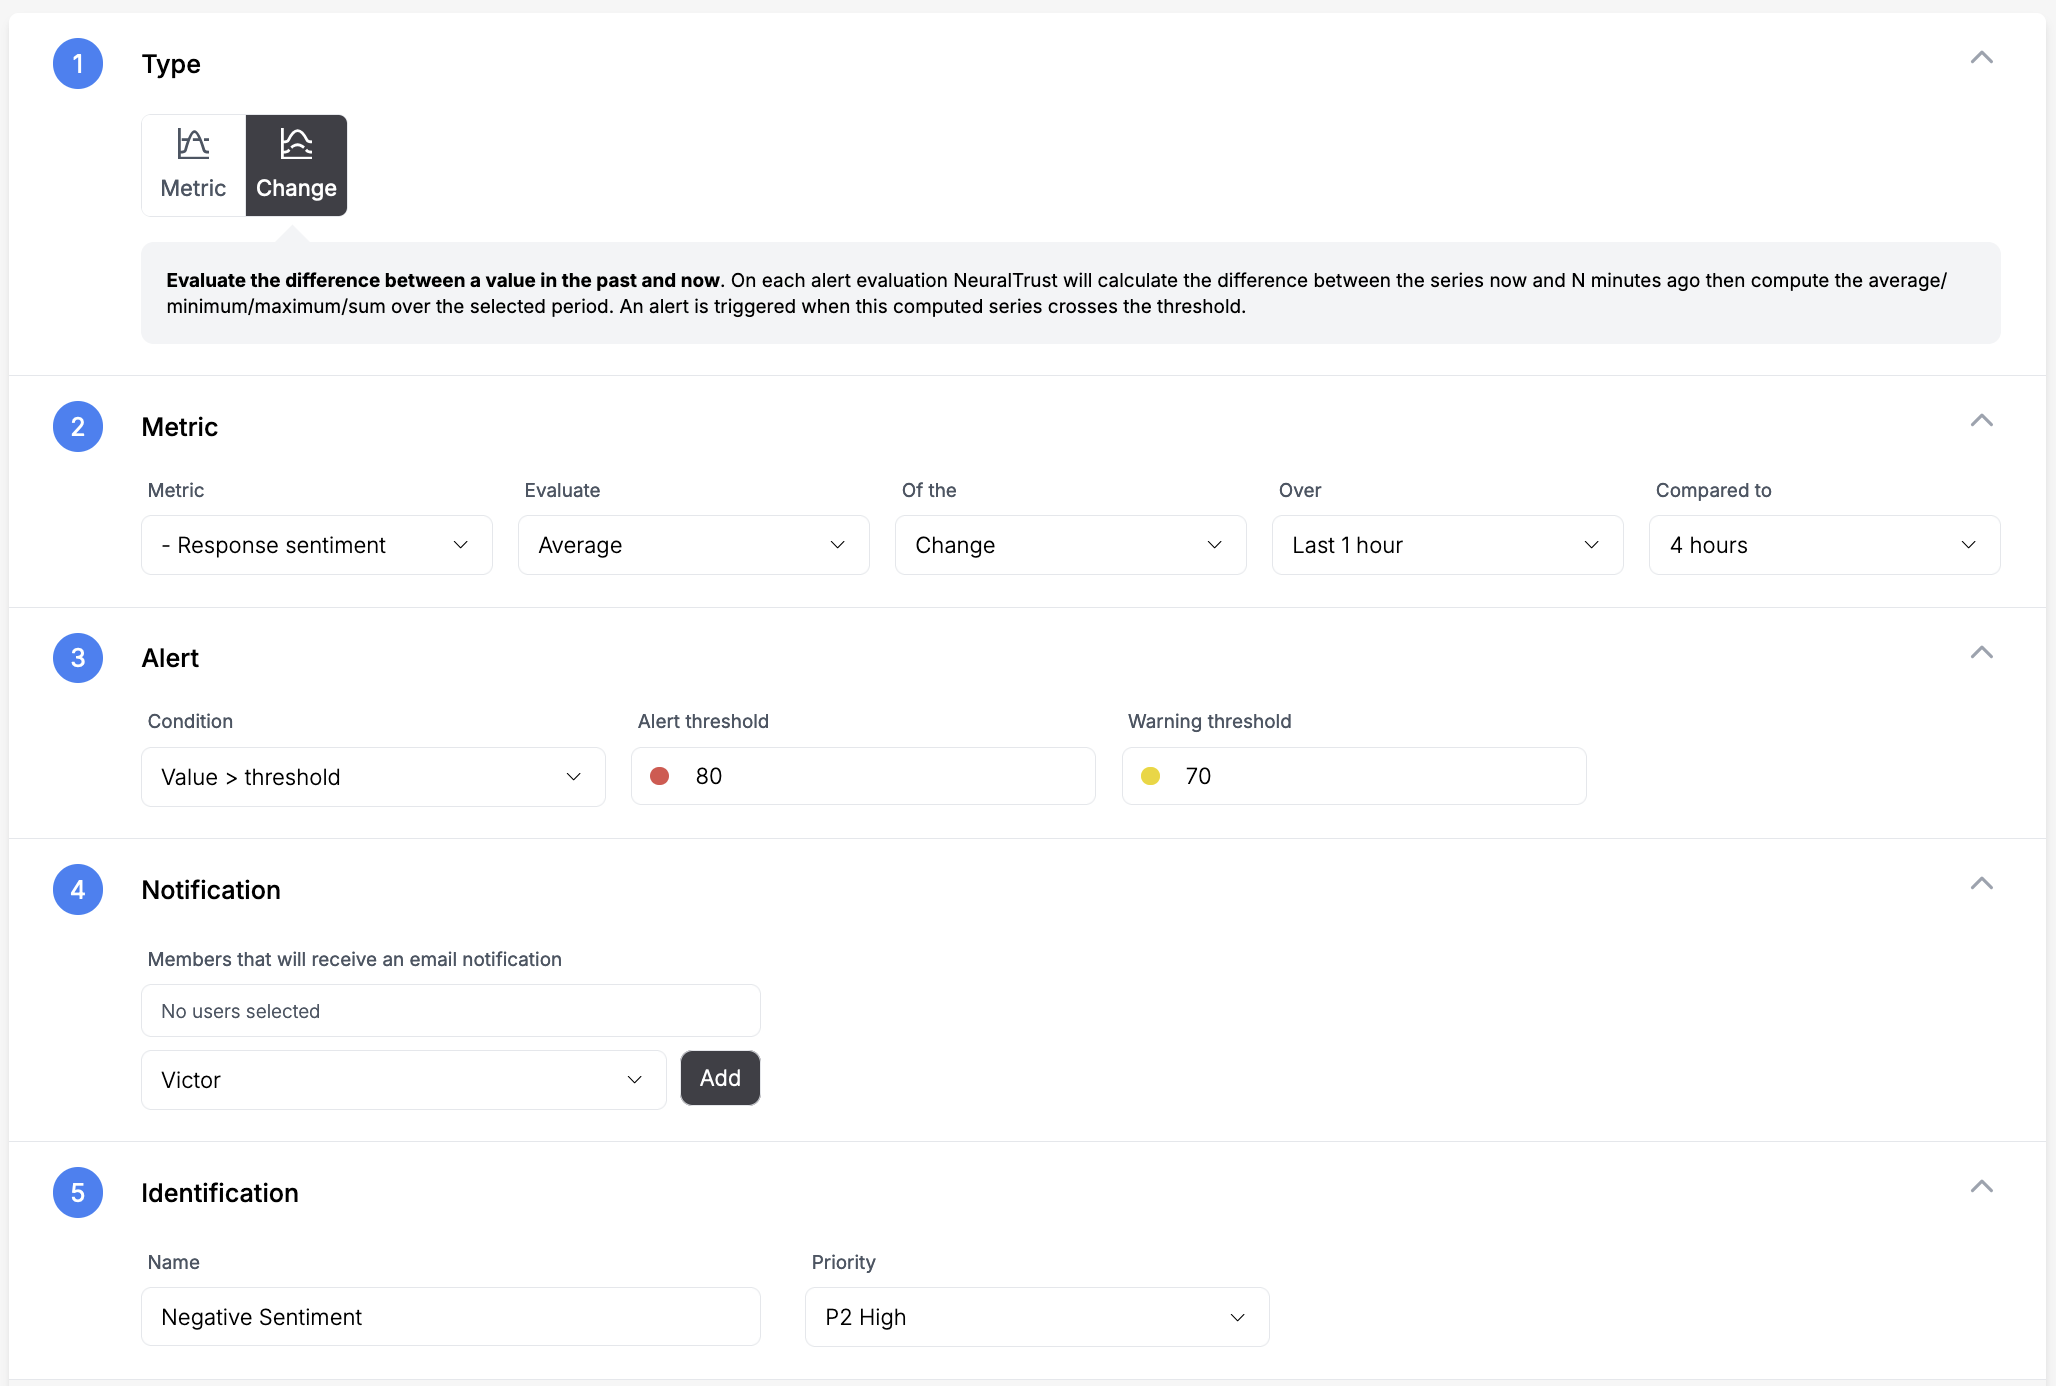 1
Type
Metric
Change
Evaluate the difference between a value in the past and now. On each alert evaluation NeuralTrust will calculate the difference between the series now and N minutes ago then compute the average/
minimum/maximum/sum over the selected period. An alert is triggered when this computed series crosses the threshold.
2
Metric
Metric Evaluate Of the Over Compared to
- Response sentiment Average Change Last 1 hour 4 hours
3
Alert
Condition Alert threshold Warning threshold
Value > threshold 80 70
4
Notification
Members that will receive an email notification
No users selected
Victor Add
5
Identification
Name Priority
Negative Sentiment P2 High